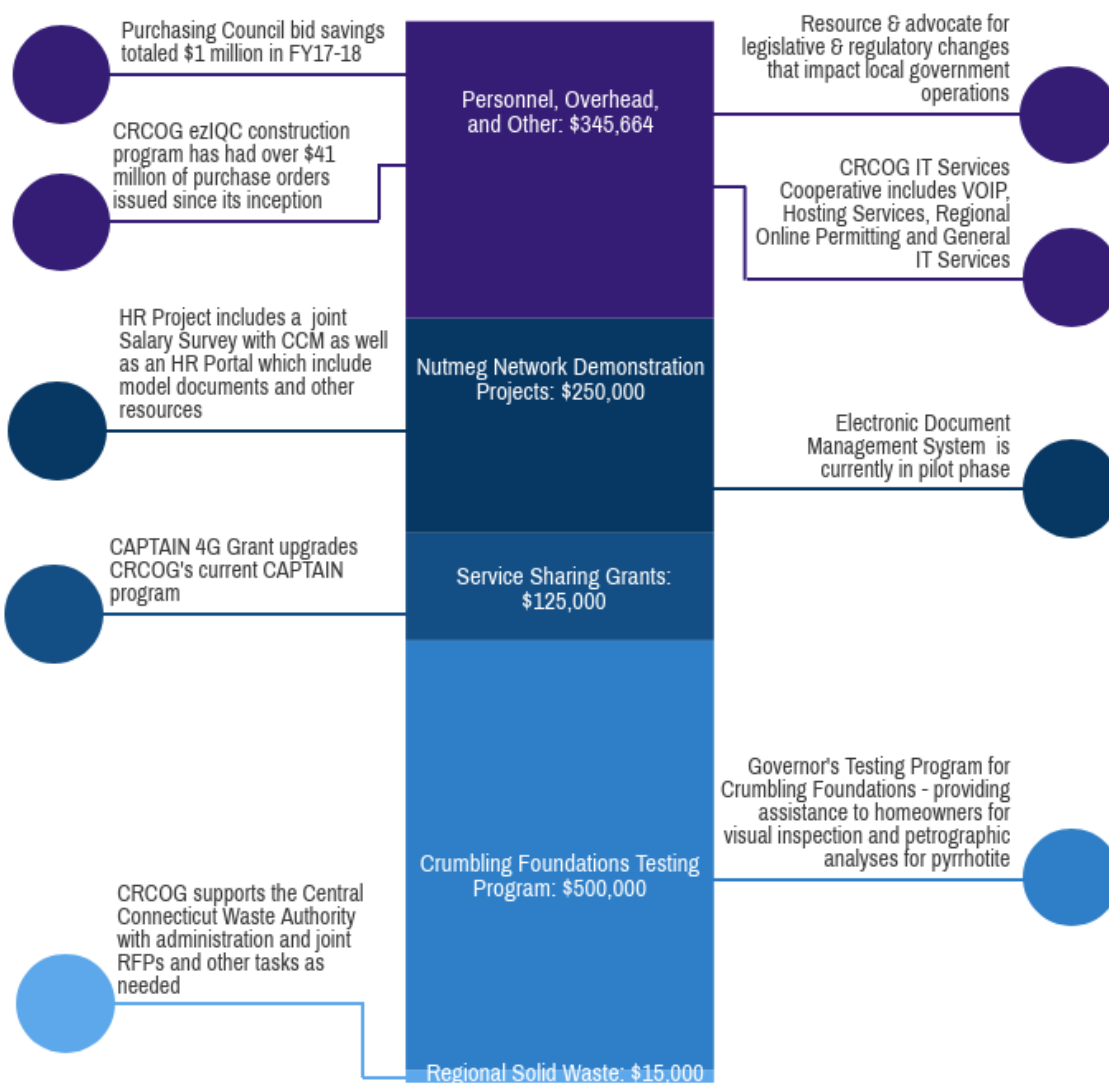 Purchasing Council bid savings
totaled $1 million in FY17-18
CRCOG ezIQC construction
program has had over $41
million of purchase orders
issued since its inception
HR Project includes a joint
Salary Survey with CCM as well
as an HR Portal which include
model documents and other
resources
CAPTAIN 4G Grant upgrades
CRCOG's current CAPTAIN
program
CRCOG supports the Central
Connecticut Waste Authority
with administration and joint
RFPs and other tasks as
needed
Personnel, Overhead,
and Other: $345,664
Nutmeg Network Demonstration
Projects: $250,000
Service Sharing Grants:
$125,000
Crumbling Foundations Testing
Program: $500,000
Regional Solid Waste: $15,000
Resource & advocate for
legislative & regulatory changes
that impact local government
operations
CRCOG IT Services
Cooperative includes VOIP,
Hosting Services, Regional
Online Permitting and General
IT Services
Electronic Document
Management System is
currently in pilot phase
Governor's Testing Program for
Crumbling Foundations - providing
assistance to homeowners for
visual inspection and petrographic
analyses for pyrrhotite